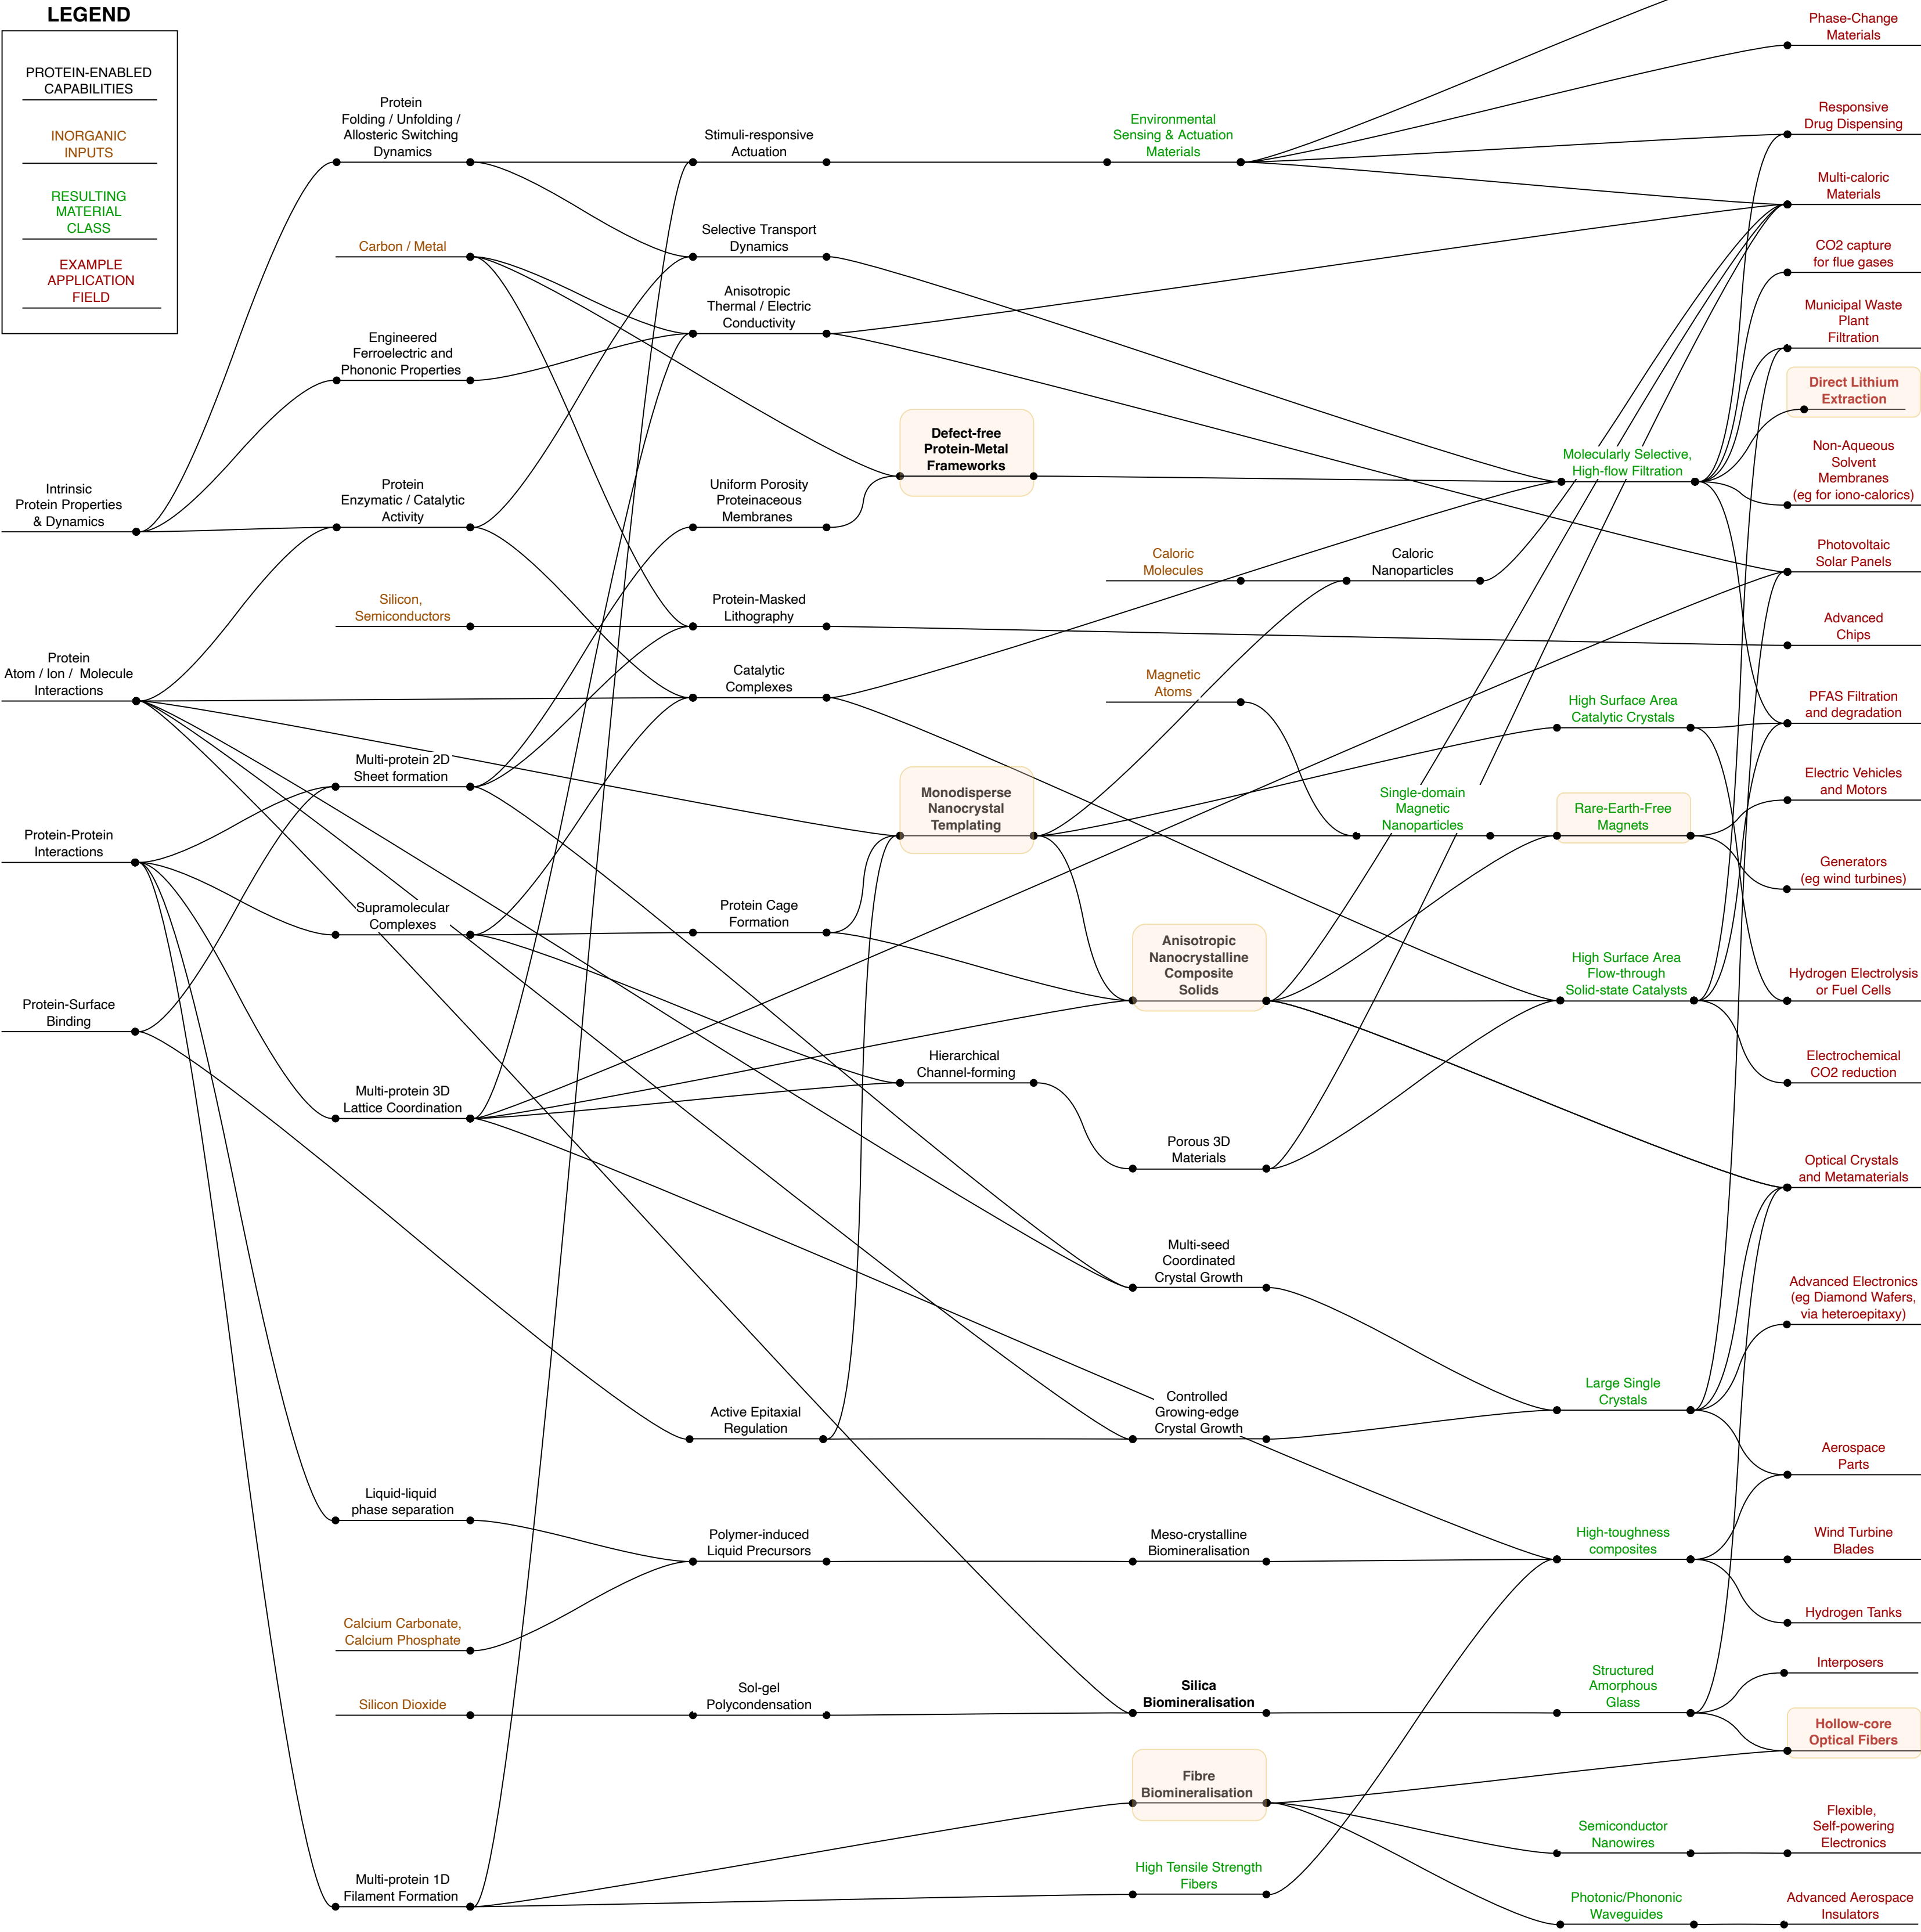 LEGEND
PROTEIN-ENABLED
CAPABILITIES
INORGANIC
INPUTS
RESULTING
MATERIAL
CLASS
EXAMPLE
APPLICATION
FIELD
Intrinsic
Protein Properties
& Dynamics
Protein
Atom / Ion / Molecule
Interactions
Protein-Protein
Interactions
Protein-Surface
Binding
Protein
Folding / Unfolding /
Allosteric Switching
Dynamics
Carbon / Metal
Engineered
Ferroelectric and
Phononic Properties
Protein
Enzymatic / Catalytic
Activity
Silicon,
Semiconductors
Multi-protein 2D
Sheet formation
Supramolecular
Complexes
Multi-protein 3D
Lattice Coordination
Liquid-liquid
phase separation
Calcium Carbonate,
Calcium Phosphate
Silicon Dioxide
Multi-protein 1D
Filament Formation
Stimuli-responsive
Actuation
Selective Transport
Dynamics
Anisotropic
Thermal / Electric
Conductivity
Uniform Porosity
Proteinaceous
Membranes
Protein-Masked
Lithography
Catalytic
Complexes
Protein Cage
Formation
Active Epitaxial
Regulation
Polymer-induced
Liquid Precursors
Sol-gel
Polycondensation
Defect-free
Protein-Metal
Frameworks
Monodisperse
Nanocrystal
Templating
Hierarchical
Channel-forming
Environmental
Sensing & Actuation
Materials
Caloric
Molecules
Magnetic
Atoms
Anisotropic
Nanocrystalline
Composite
Solids
Porous 3D
Materials
Multi-seed
Coordinated
Crystal Growth
Controlled
Growing-edge
Crystal Growth
Meso-crystalline
Biomineralisation
Silica
Biomineralisation
Fibre
Biomineralisation
High Tensile Strength
Fibers
Caloric
Nanoparticles
Single-domain
Magnetic
Nanoparticles
Molecularly Selective,
High-flow Filtration
High Surface Area
Catalytic Crystals
Rare-Earth-Free
Magnets
High Surface Area
Flow-through
Solid-state Catalysts
Large Single
Crystals
High-toughness
composites
Structured
Amorphous
Glass
Semiconductor
Nanowires
Photonic/Phononic
Waveguides
Phase-Change
Materials
Responsive
Drug Dispensing
Multi-caloric
Materials
CO2 capture
for flue gases
Municipal Waste
Plant
Filtration
Direct Lithium
Extraction
Non-Aqueous
Solvent
Membranes
(eg for iono-calorics)
Photovoltaic
Solar Panels
Advanced
Chips
PFAS Filtration
and degradation
Electric Vehicles
and Motors
Generators
(eg wind turbines)
Hydrogen Electrolysis
or Fuel Cells
Electrochemical
CO2 reduction
Optical Crystals
and Metamaterials
Advanced Electronics
(eg Diamond Wafers,
via heteroepitaxy)
Aerospace
Parts
Wind Turbine
Blades
Hydrogen Tanks
Interposers
Hollow-core
Optical Fibers
Flexible,
Self-powering
Electronics
Advanced Aerospace
Insulators